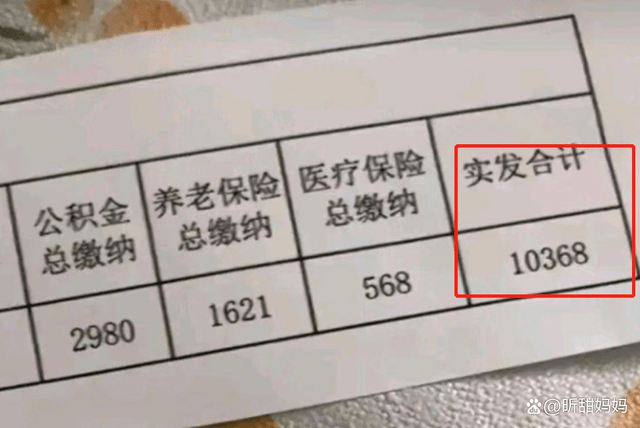 公积金
总缴纳
养老保险
总缴纳
医疗保险
总缴纳
实发合计
2980
1621
568
10368
@昕甜妈妈